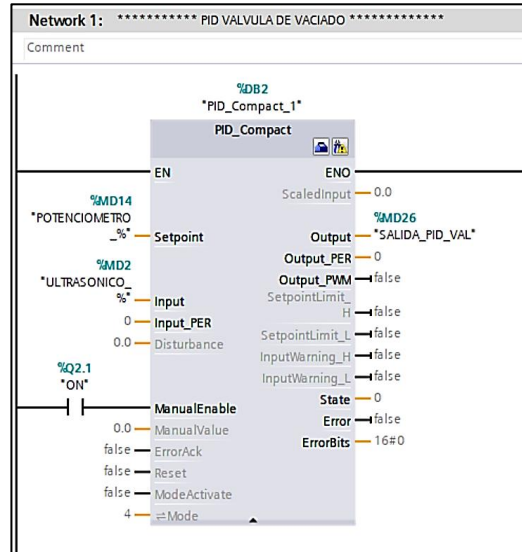 Network 1: *********** PID VALVULA DE VACIADO *************
Comment
%DB2
"PID_Compact_1"
PID_Compact
EN ENO
ScaledInput 0.0
%MD14 %MD26
"POTENCIOMETRO "SALIDA_PID_VAL"
_%" Setpoint Output
Output_PER 0
%MD2 Output_PWM false
"ULTRASONICO_ SetpointLimit_
_%" Input H false
0 Input_PER SetpointLimit_L false
0.0 Disturbance InputWarning_H false
%Q2.1 InputWarning_L false
"ON" State 0
ManualEnable Error false
0.0 ManualValue ErrorBits 16#0
false ErrorAck
false Reset
false ModeActivate
4 ⇌Mode